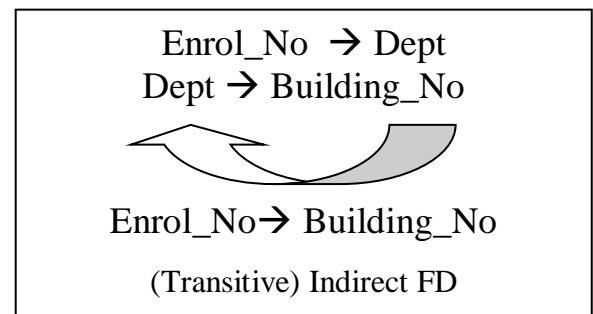 Enrol_No → Dept
Dept → Building_No
Enrol_No→ Building_No
(Transitive) Indirect FD